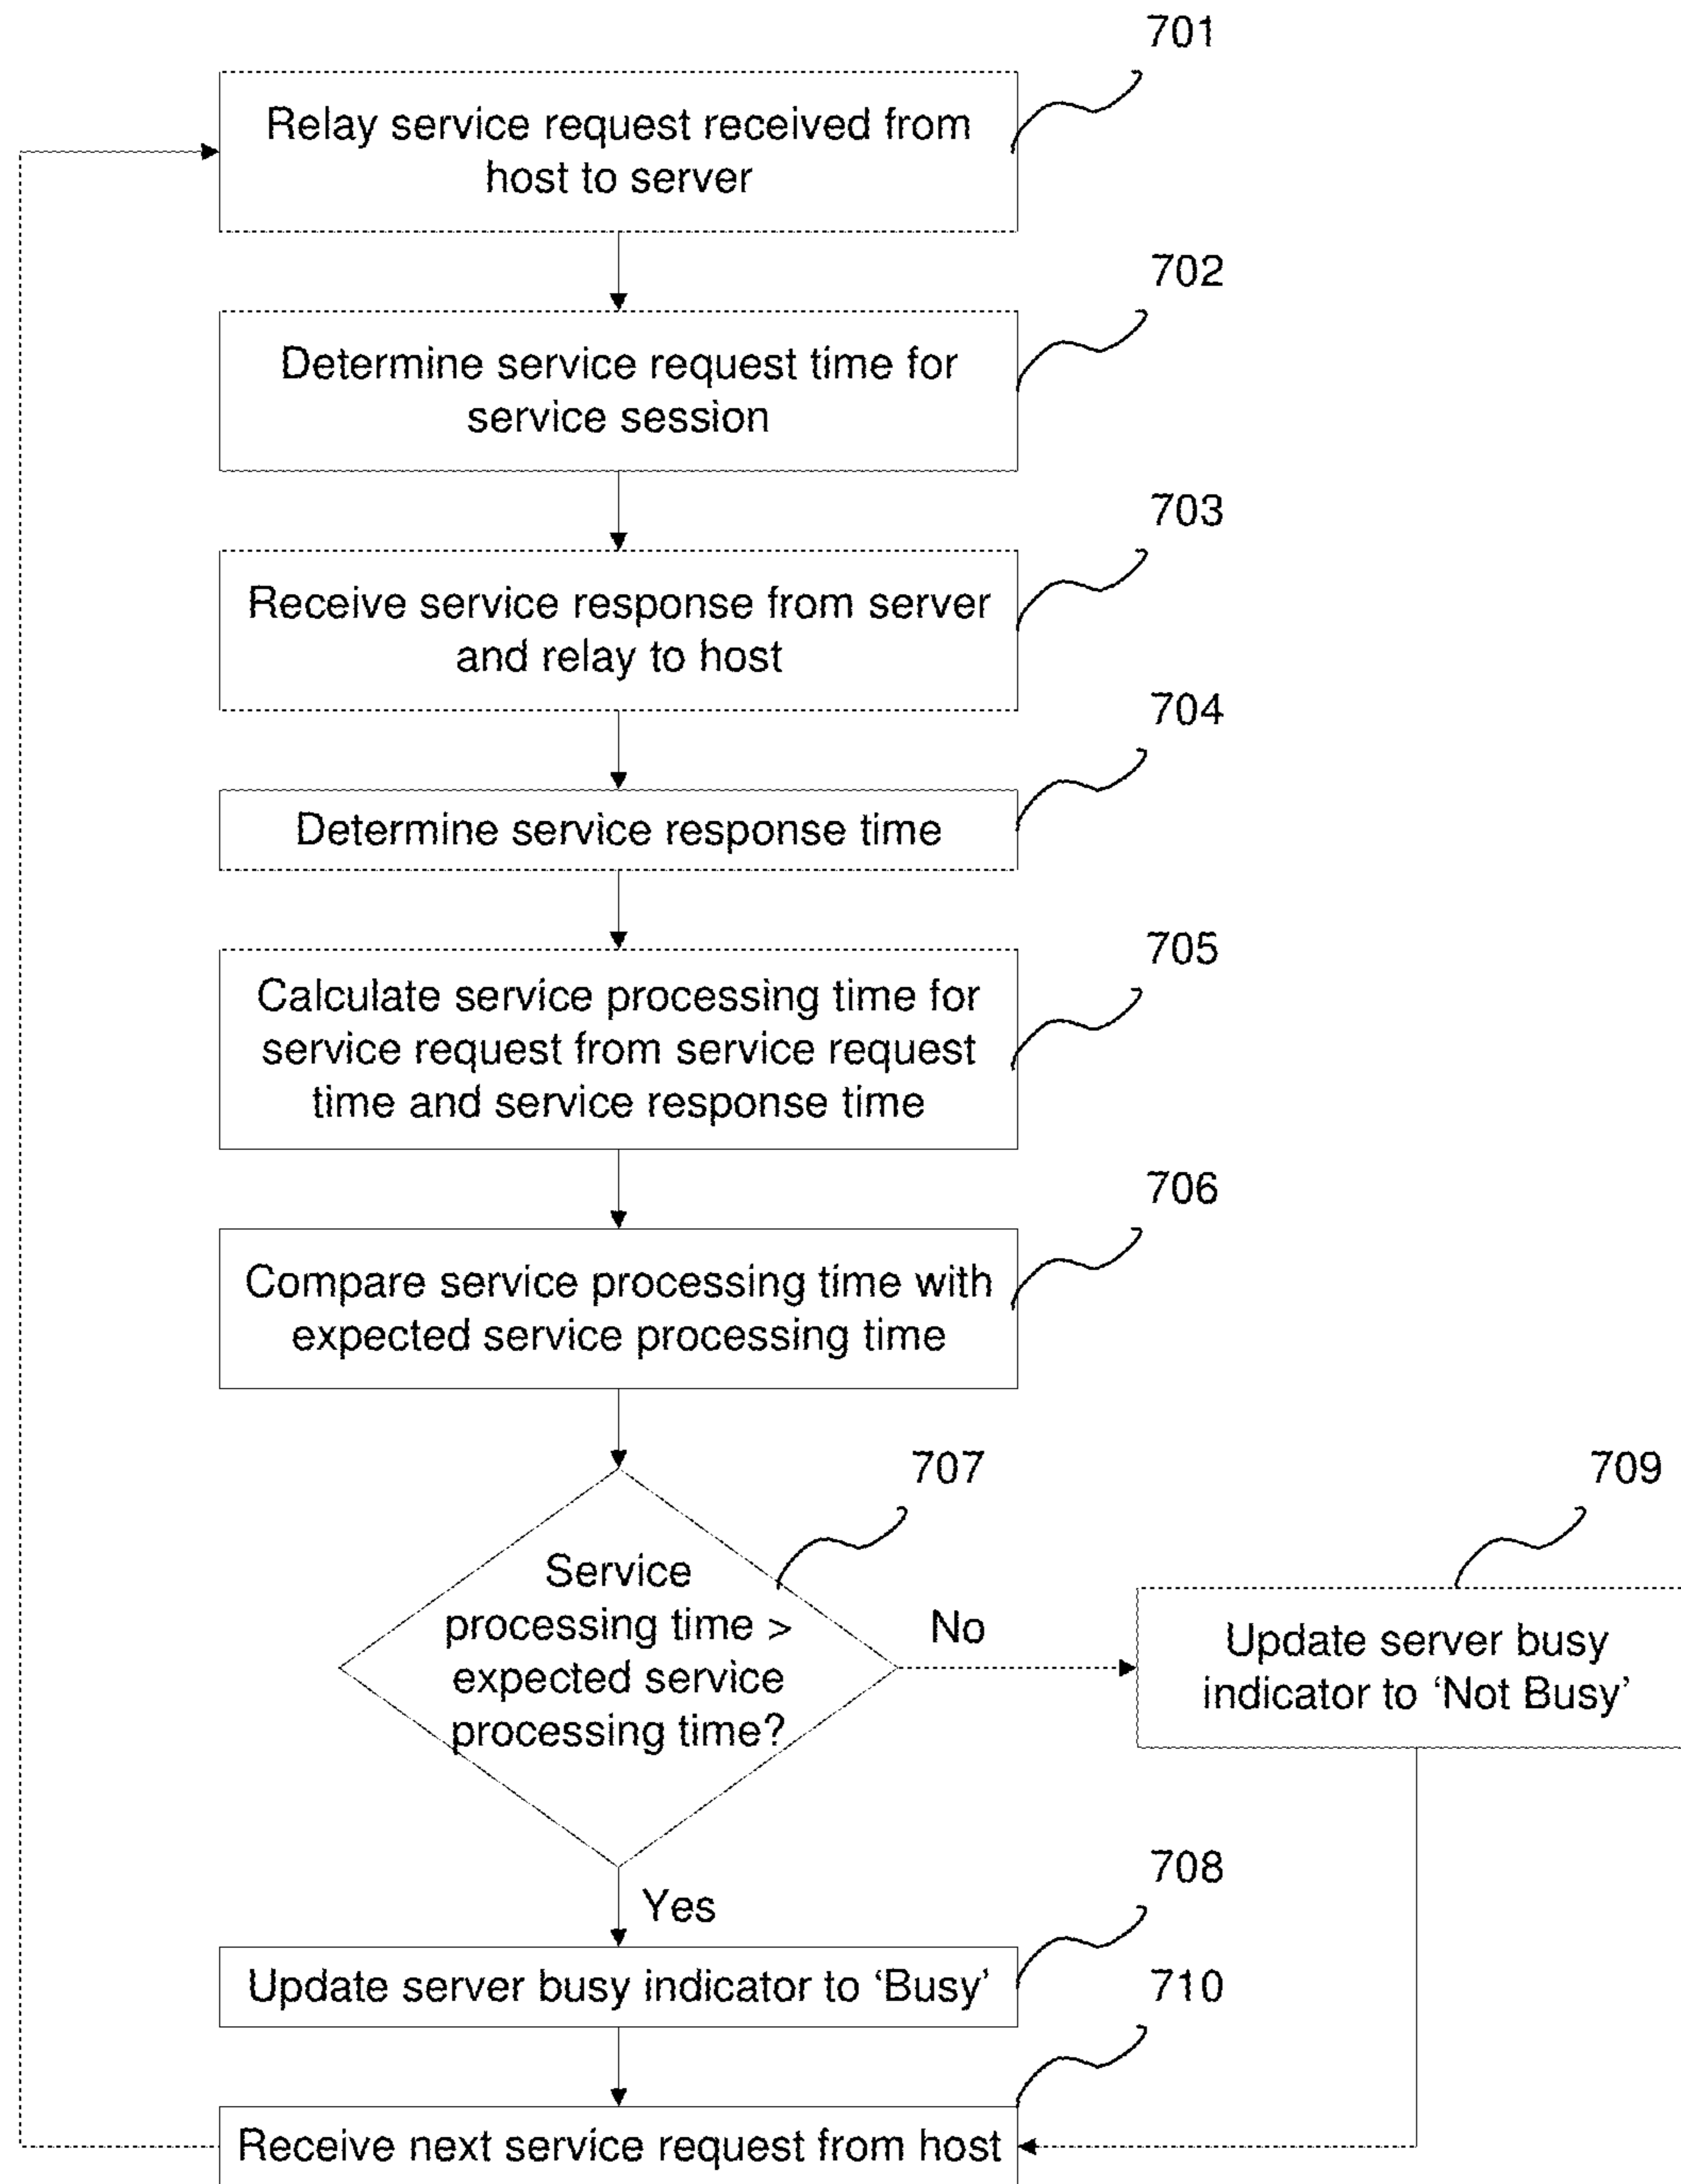 701
Relay service request received from
host to server
702
Determine service request time for
service session
703
Receive service response from server
and relay to host
704
Determine service response time
705
Calculate service processing time for
service request from service request
time and service response time
706
Compare service processing time with
expected service processing time
707
Service
processing time >
expected service
processing time?
No
709
Update server busy
indicator to ‘Not Busy’
Yes
708
Update server busy indicator to ‘Busy’
710
Receive next service request from host